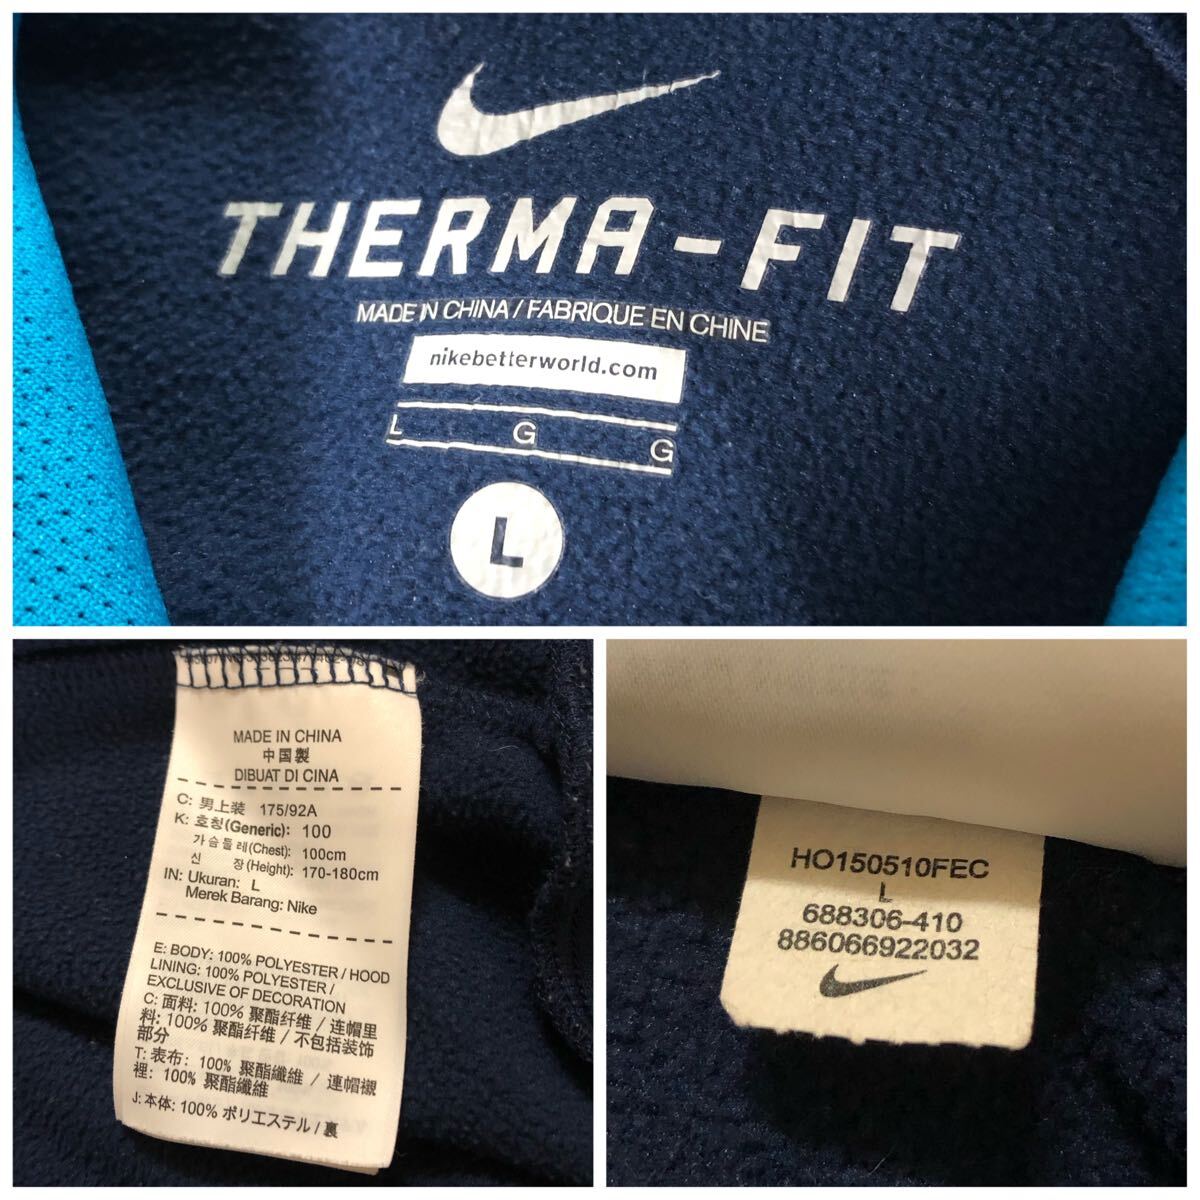 THERMA-FIT
MADE IN CHINA / FABRIQUE EN CHINE
nikebetterworld.com
L G G
L
MADE IN CHINA
中国製
DIBUAT DI CINA
C: 男上装 175/92A
K: 호칭(Generic): 100
가슴둘레(Chest): 100cm
신 장(Height): 170-180cm
IN: Ukuran: L
Merek Barang: Nike
E: BODY: 100% POLYESTER / HOOD
LINING: 100% POLYESTER /
EXCLUSIVE OF DECORATION
C: 面料: 100% 聚酯纤维 / 连帽里
料: 100% 聚酯纤维 / 不包括装饰
部分
T: 表布: 100% 聚酯纖維 / 連帽襯
裡: 100% 聚酯纖維
J: 本体: 100% ポリエステル / 裏
HO150510FEC
L
688306-410
886066922032